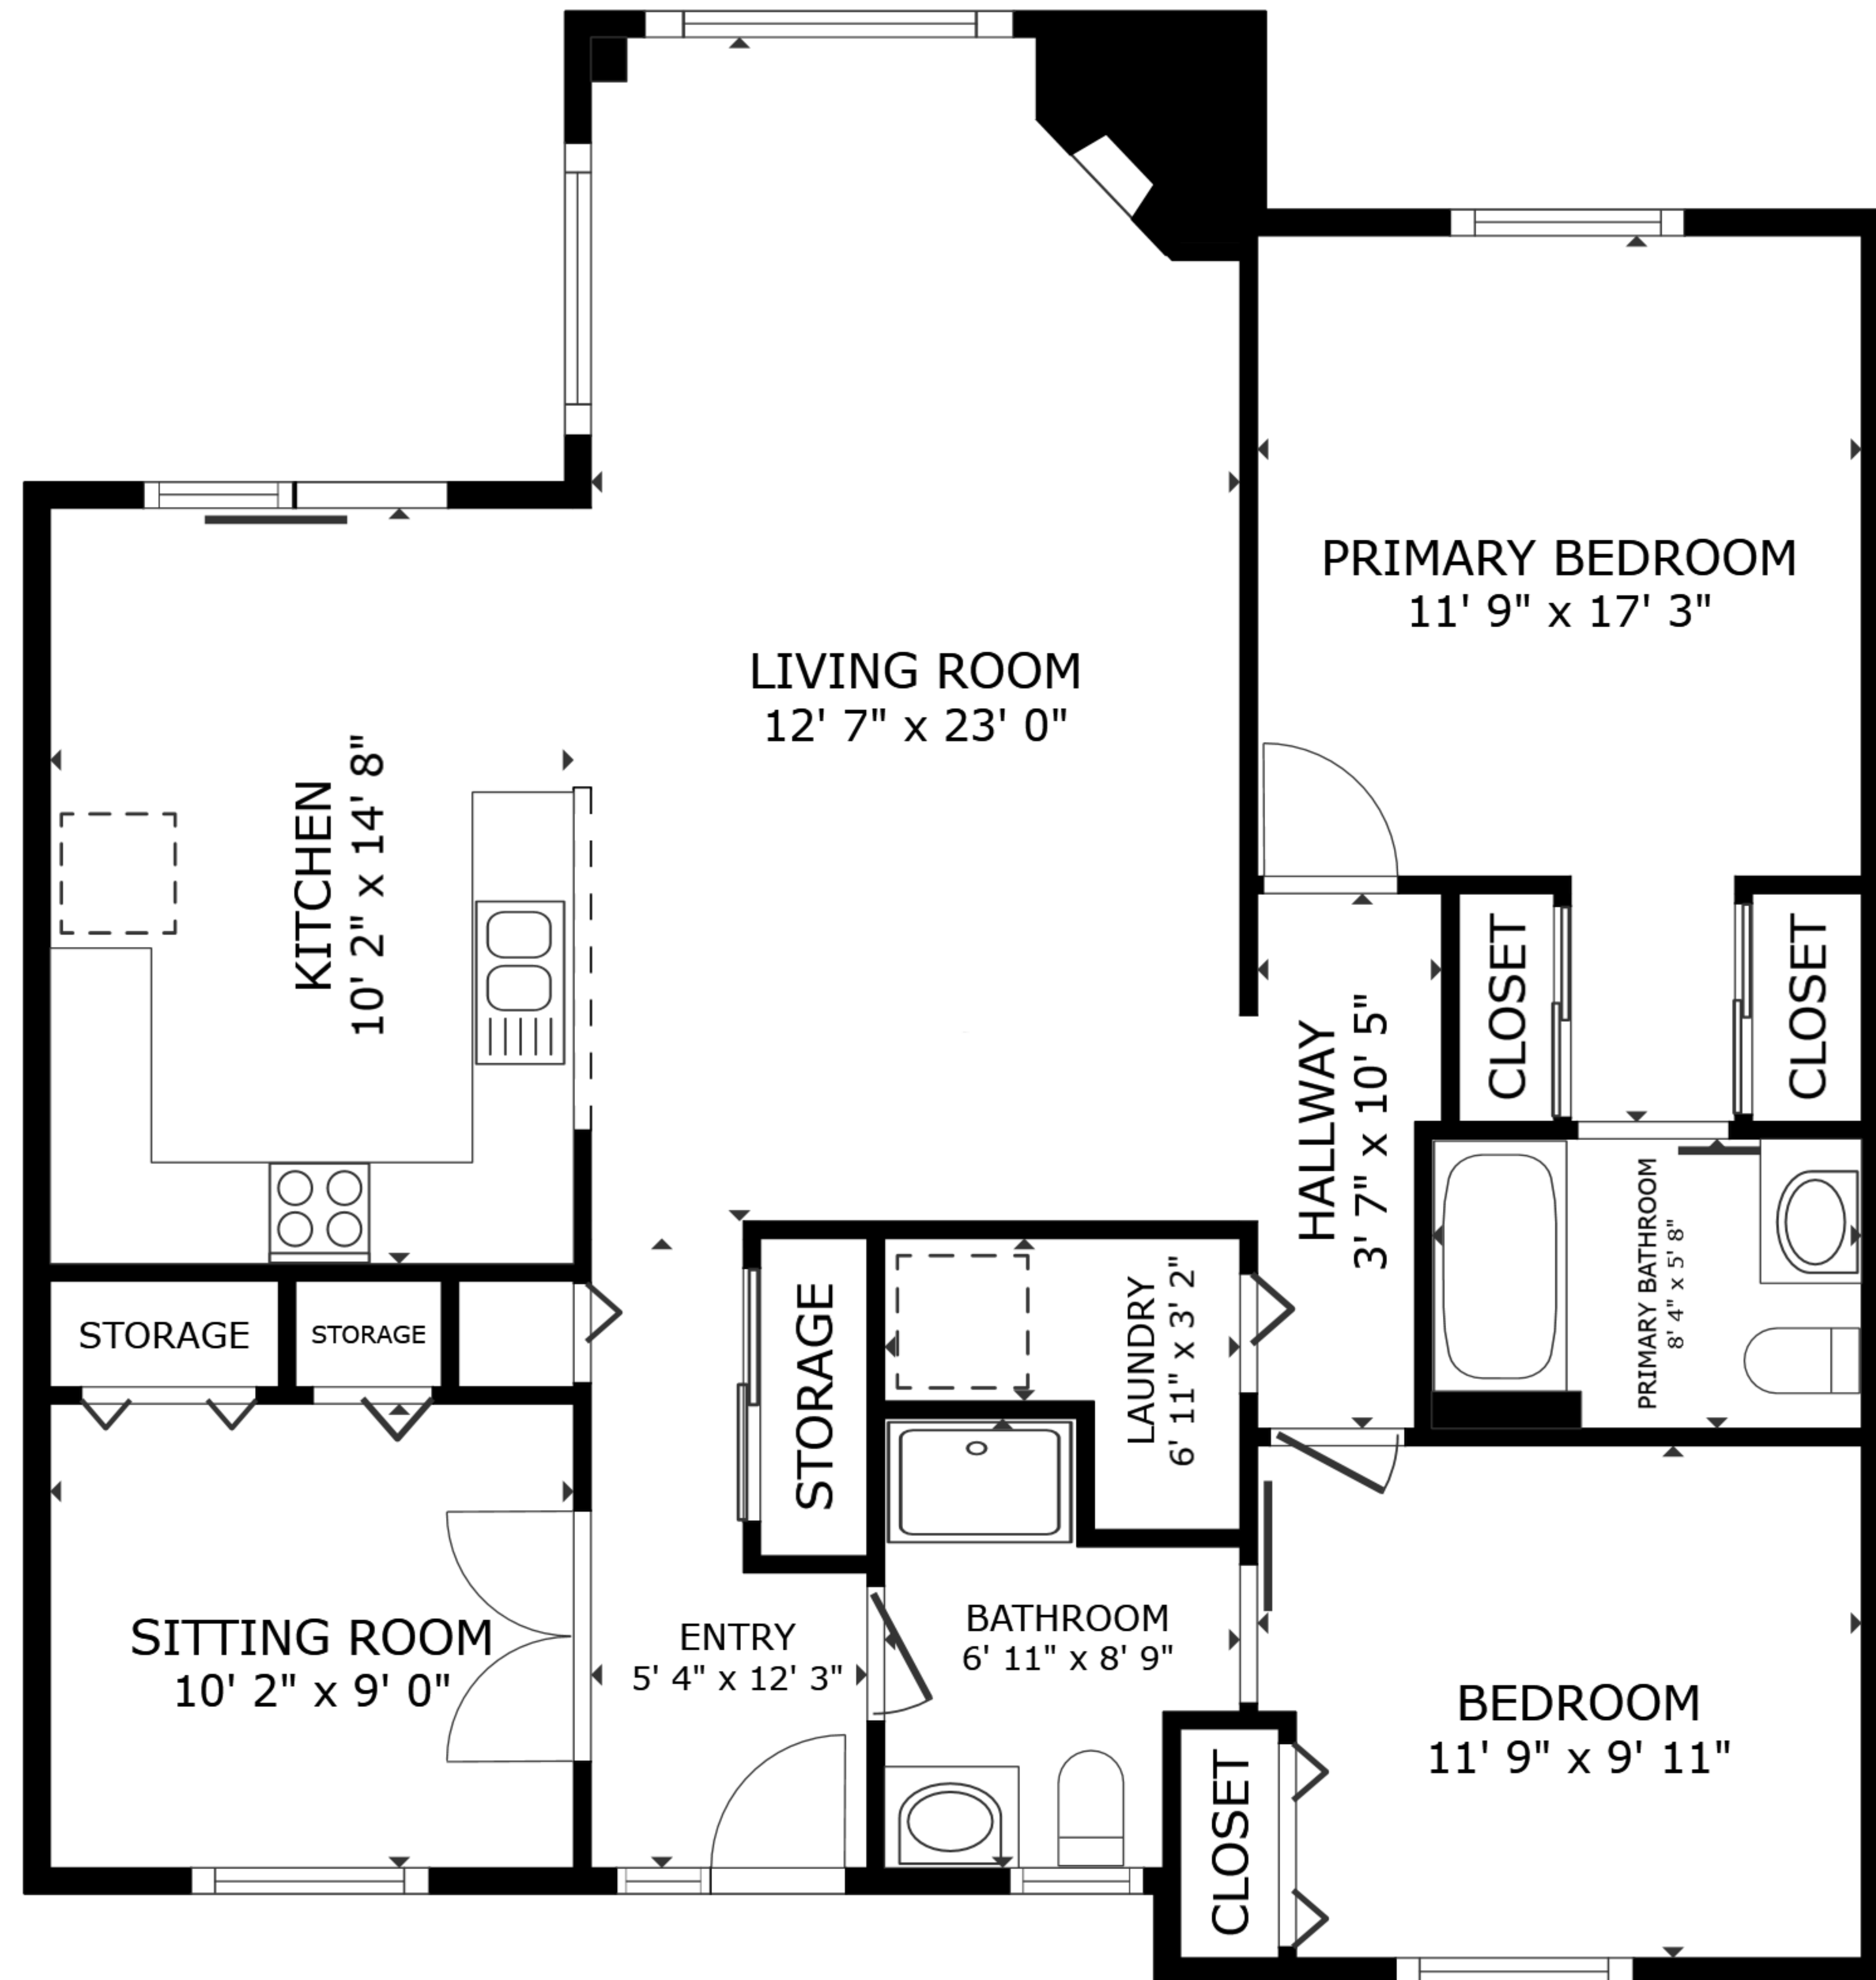 PRIMARY BEDROOM
11' 9" x 17' 3"
LIVING ROOM
12' 7" x 23' 0"
KITCHEN
10' 2" x 14' 8"
CLOSET
CLOSET
HALLWAY
3' 7" x 10' 5"
PRIMARY BATHROOM
8' 4" x 5' 8"
STORAGE
STORAGE
STORAGE
LAUNDRY
6' 11" x 3' 2"
SITTING ROOM
10' 2" x 9' 0"
ENTRY
5' 4" x 12' 3"
BATHROOM
6' 11" x 8' 9"
BEDROOM
11' 9" x 9' 11"
CLOSET